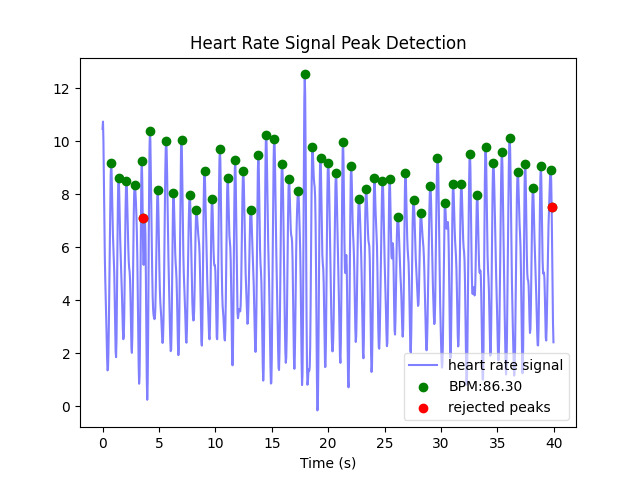 Heart Rate Signal Peak Detection
12
10
8
6
4
2
0
heart rate signal
BPM:86.30
rejected peaks
0 5 10 15 20 25 30 35 40
Time (s)